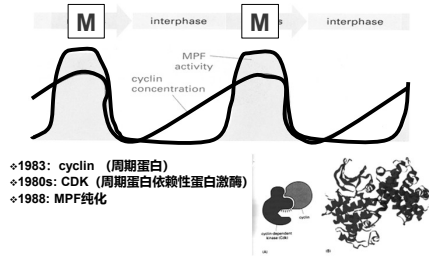 M
interphase
M
interphase
MPF
activity
cyclin
concentration
❖1983：cyclin （周期蛋白）
❖1980s: CDK（周期蛋白依赖性蛋白激酶）
❖1988: MPF纯化
cyclin
cyclin-dependent
kinase (Cdk)
(A)
(B)